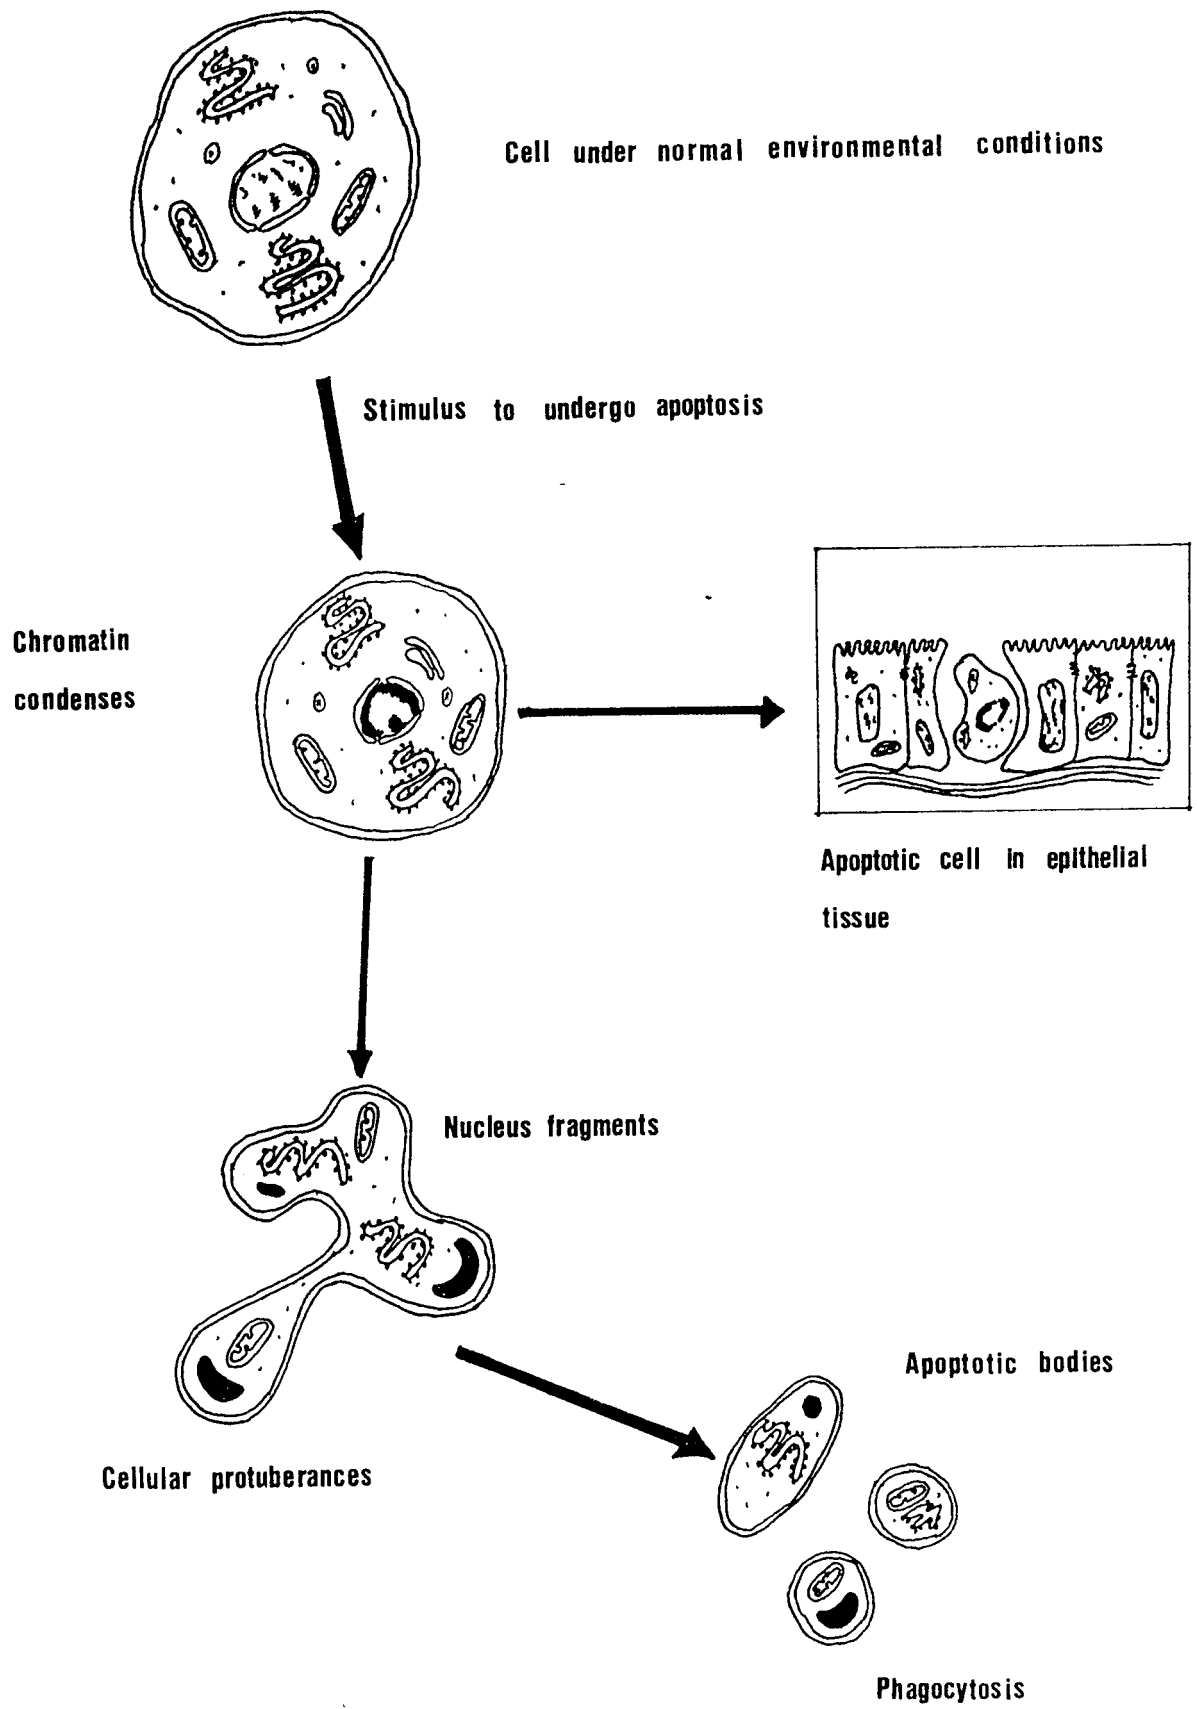 Cell under normal environmental conditions
Stimulus to undergo apoptosis
Chromatin
condenses
Apoptotic cell in epithelial
tissue
Nucleus fragments
Apoptotic bodies
Cellular protuberances
Phagocytosis